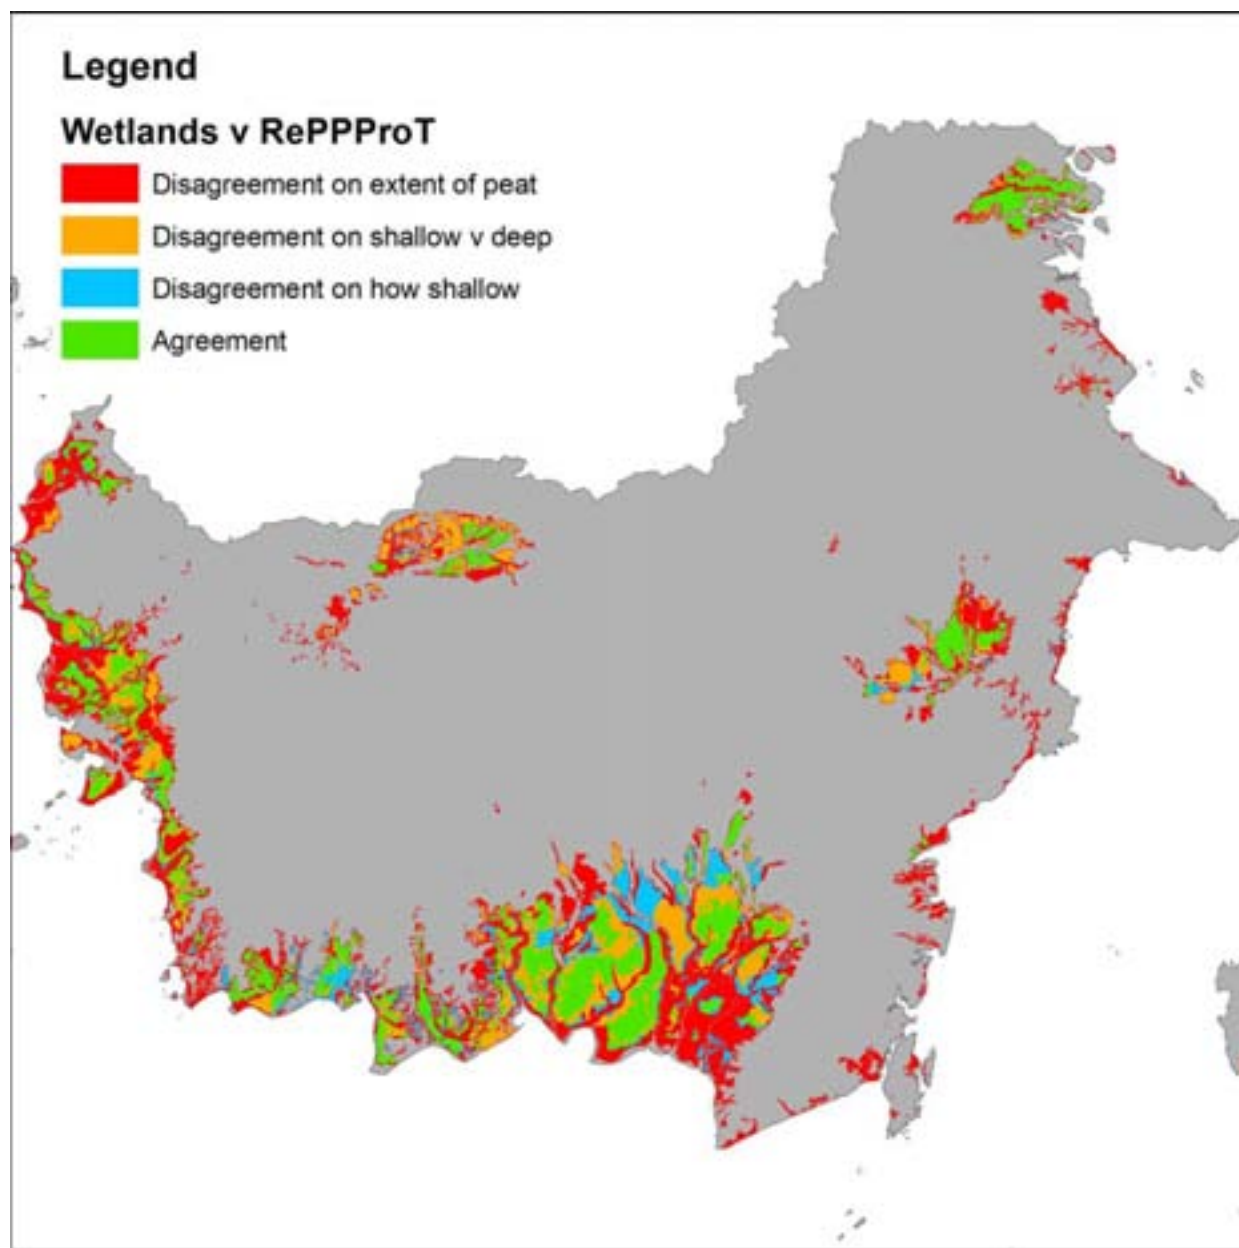 Legend
Wetlands v RePPProT
Disagreement on extent of peat
Disagreement on shallow v deep
Disagreement on how shallow
Agreement